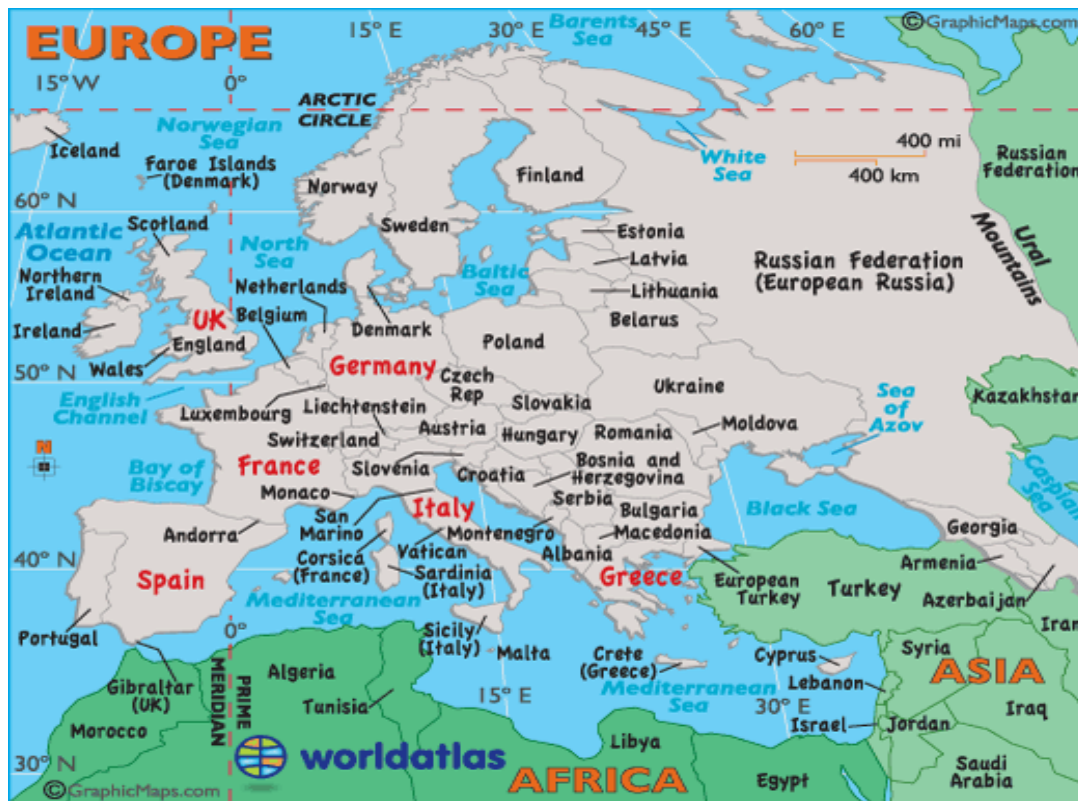 ©GraphicMaps.com
EUROPE
15° E
30° E
Barents
Sea
45° E
60° E
15° W
0°
ARCTIC
CIRCLE
Norwegian
Sea
Iceland
Faroe Islands
(Denmark)
White
Sea
400 mi
400 km
Russian
Federation
Norway
Finland
60° N
Scotland
Sweden
Atlantic
Ocean
North
Sea
Estonia
Latvia
Lithuania
Baltic
Sea
Russian Federation
(European Russia)
Ural
Mountains
Northern
Ireland
Netherlands
Belgium
Ireland
UK
England
Wales
Denmark
Belarus
Poland
Germany
50° N
English
Channel
Czech
Rep
Ukraine
Sea
of
Azov
Kazakhstan
Luxembourg
Liechtenstein
Slovakia
Switzerland
Austria
Hungary
Romania
Moldova
N
Bay of
Biscay
France
Slovenia
Croatia
Bosnia and
Herzegovina
Caspian
Sea
Monaco
Italy
Serbia
Bulgaria
Black Sea
Andorra
San
Marino
Montenegro
Macedonia
Georgia
Corsica
(France)
Vatican
Albania
Armenia
40° N
Spain
Sardinia
(Italy)
Greece
European
Turkey
Turkey
Azerbaijan
Mediterranean
Sea
Iran
Portugal
0°
Sicily
(Italy)
Malta
Crete
(Greece)
Cyprus
Syria
ASIA
Gibraltar
(UK)
MERIDIAN
PRIME
Algeria
Tunisia
15° E
Mediterranean
Sea
30° E
Lebanon
Israel
Jordan
Iraq
Morocco
worldatlas
Libya
Saudi
Arabia
30° N
AFRICA
Egypt
©GraphicMaps.com